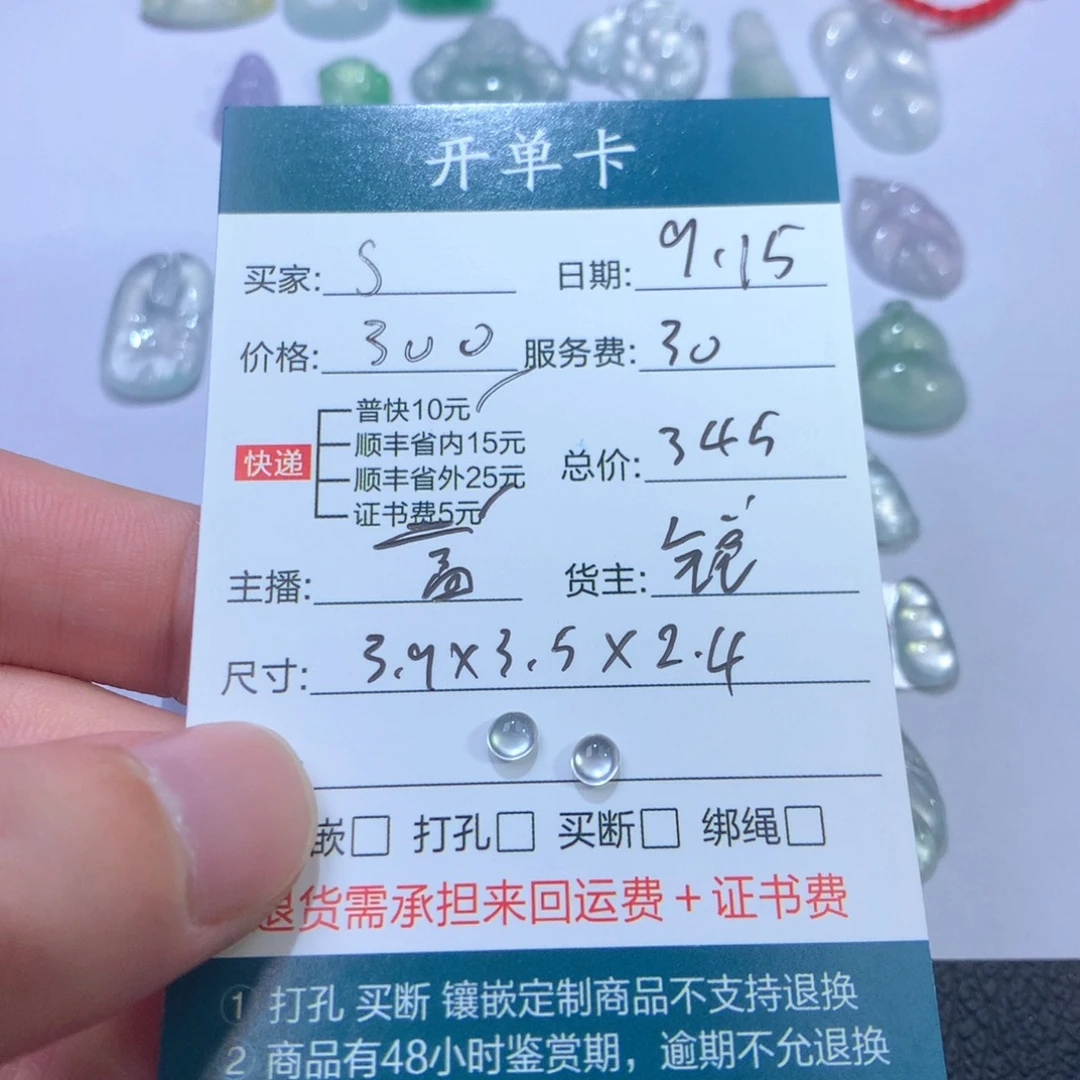 开单卡
买家: S 日期: 9.15
价格: 300 服务费: 30
普快10元
顺丰省内15元
快递 总价: 345
顺丰省外25元
证书费5元
主播: 货主:
尺寸: 3.9x3.5x2.4
嵌□ 打孔□ 买断□ 绑绳□
退货需承担来回运费+证书费
① 打孔 买断 镶嵌定制商品不支持退换
② 商品有48小时鉴赏期，逾期不允退换